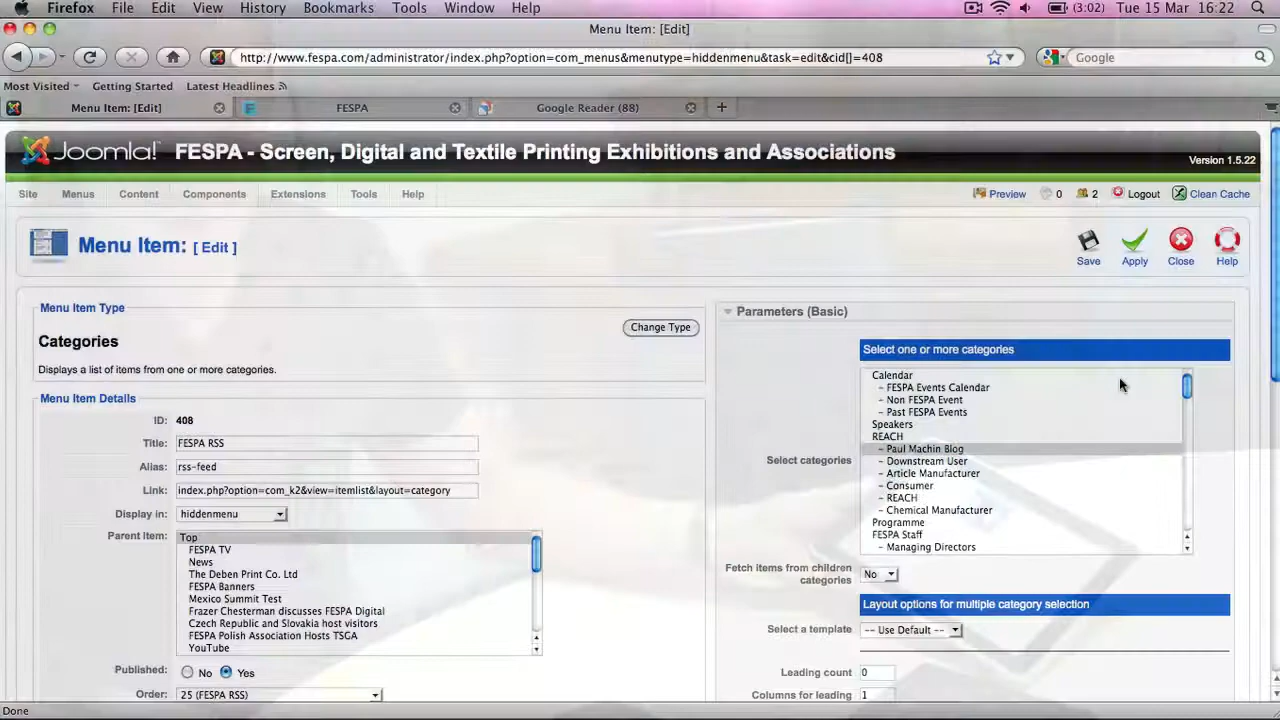 Firefox File Edit View History Bookmarks Tools Window Help (3:02) Tue 15 Mar 16:22
Menu Item: [Edit]
http://www.fespa.com/administrator/index.php?option=com_menus&menutype=hiddenmenu&task=edit&cid[]=408 Google
Most Visited Getting Started Latest Headlines
Menu Item: [Edit] FESPA Google Reader (88)
Joomla! FESPA - Screen, Digital and Textile Printing Exhibitions and Associations
Version 1.5.22
Site Menus Content Components Extensions Tools Help Preview 0 2 Logout Clean Cache
Menu Item: [ Edit ]
Save Apply Close Help
Menu Item Type
Change Type
Categories
Displays a list of items from one or more categories.
Menu Item Details
ID: 408
Title: FESPA RSS
Alias: rss-feed
Link: index.php?option=com_k2&view=itemlist&layout=category
Display in: hiddenmenu
Parent Item: Top
FESPA TV
News
The Deben Print Co. Ltd
FESPA Banners
Mexico Summit Test
Frazer Chesterman discusses FESPA Digital
Czech Republic and Slovakia host visitors
FESPA Polish Association Hosts TSGA
YouTube
Published: No Yes
Order: 25 (FESPA RSS)
Parameters (Basic)
Select one or more categories
Select categories
Calendar
- FESPA Events Calendar
- Non FESPA Event
- Past FESPA Events
Speakers
REACH
- Paul Machin Blog
- Downstream User
- Article Manufacturer
- Consumer
- REACH
- Chemical Manufacturer
Programme
FESPA Staff
- Managing Directors
Fetch items from children
categories
No
Layout options for multiple category selection
Select a template -- Use Default --
Leading count 0
Columns for leading 1
Done